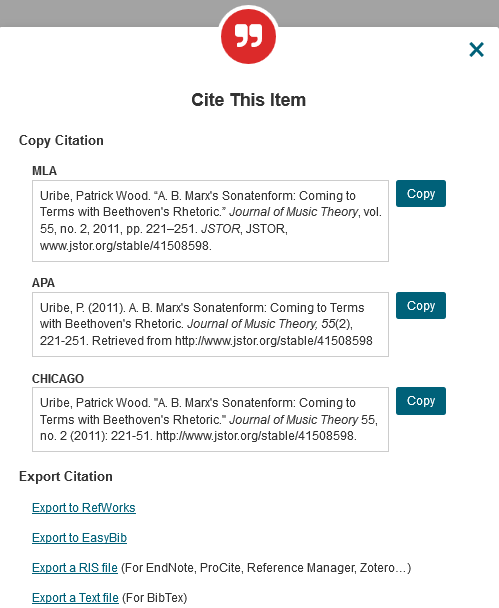 Cite This Item
Copy Citation
MLA
Uribe, Patrick Wood. “A. B. Marx's Sonatenform: Coming to
Terms with Beethoven's Rhetoric.” Journal of Music Theory, vol.
55, no. 2, 2011, pp. 221–251. JSTOR, JSTOR,
www.jstor.org/stable/41508598.
Copy
APA
Uribe, P. (2011). A. B. Marx's Sonatenform: Coming to Terms
with Beethoven's Rhetoric. Journal of Music Theory, 55(2),
221-251. Retrieved from http://www.jstor.org/stable/41508598
Copy
CHICAGO
Uribe, Patrick Wood. "A. B. Marx's Sonatenform: Coming to
Terms with Beethoven's Rhetoric." Journal of Music Theory 55,
no. 2 (2011): 221-51. http://www.jstor.org/stable/41508598.
Copy
Export Citation
Export to RefWorks
Export to EasyBib
Export a RIS file (For EndNote, ProCite, Reference Manager, Zotero…)
Export a Text file (For BibTex)